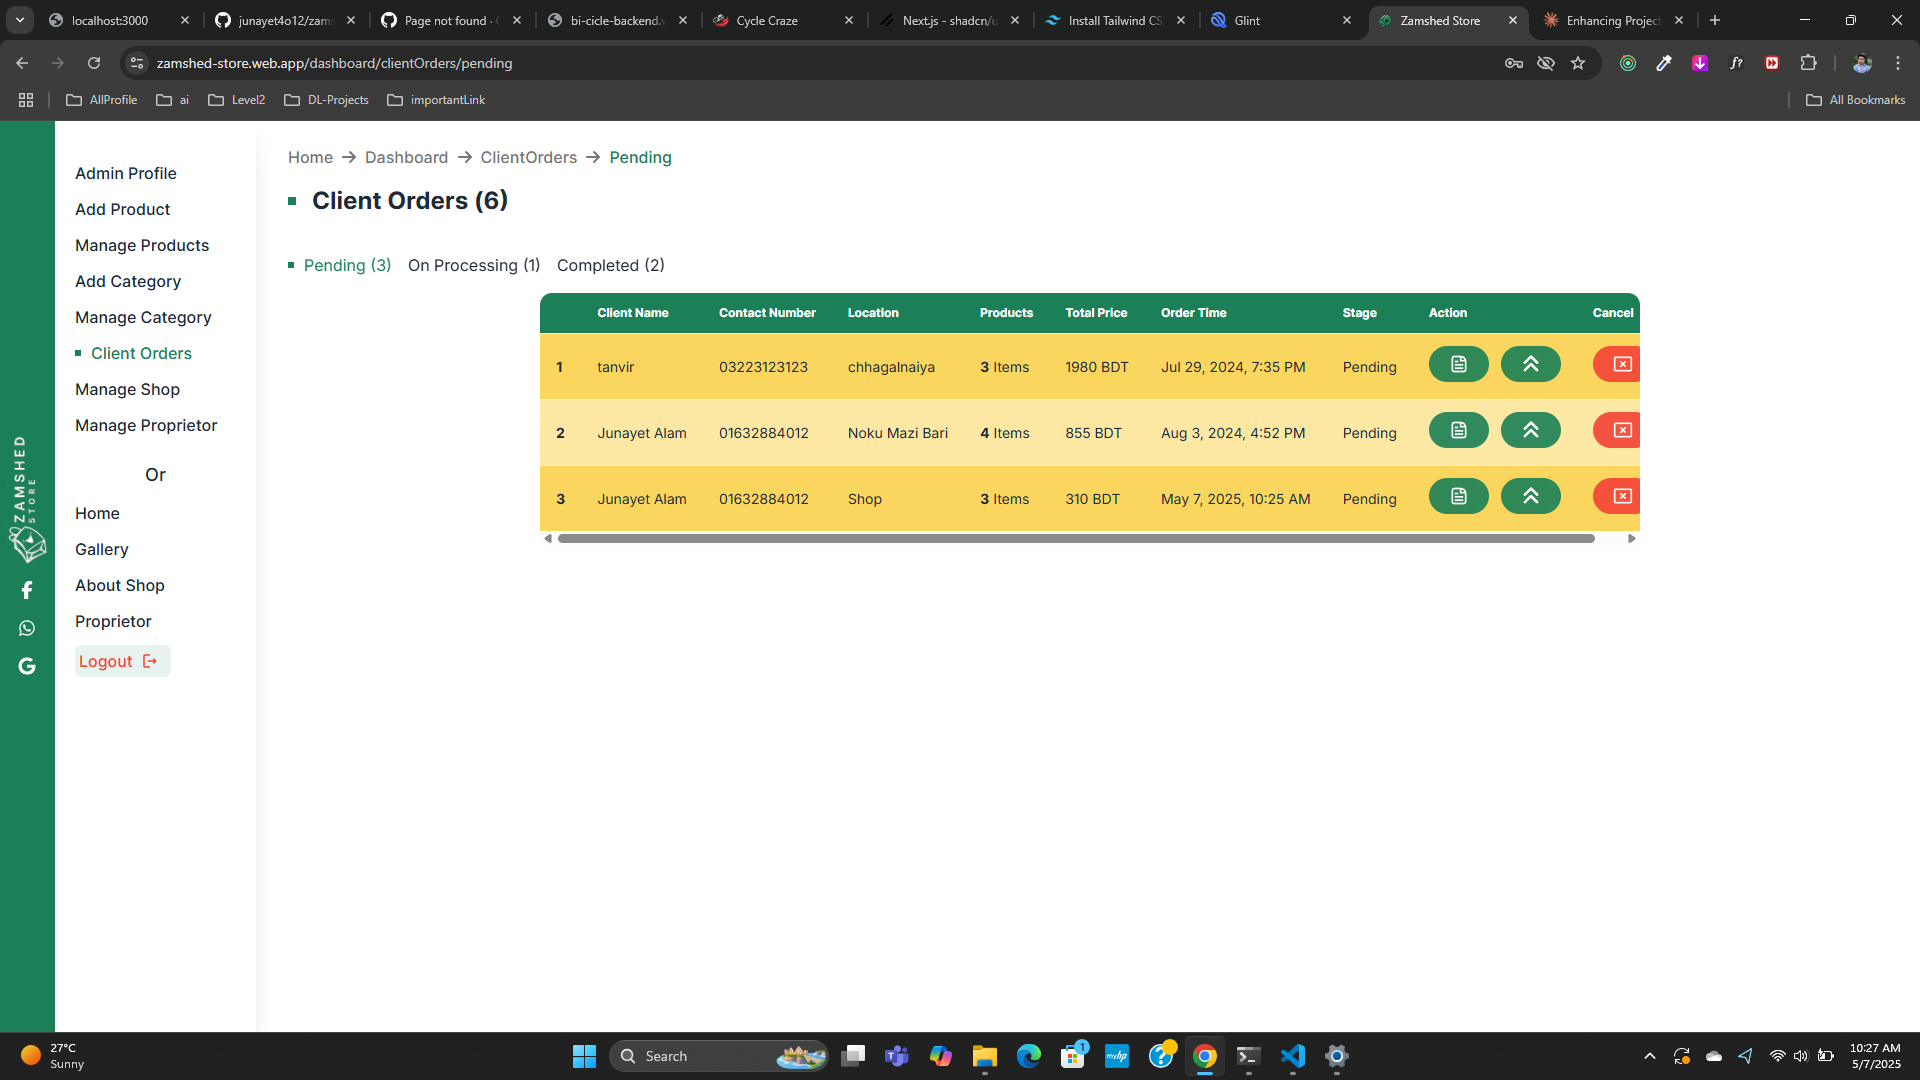 localhost:3000
junayet4o12/zams
Page not found · G
bi-cicle-backend.v
Cycle Craze
Next.js - shadcn/u
Install Tailwind CS
Glint
Zamshed Store
Enhancing Project
zamshed-store.web.app/dashboard/clientOrders/pending
f?
AllProfile
ai
Level2
DL-Projects
importantLink
All Bookmarks
ZAMSHED
STORE
Admin Profile
Add Product
Manage Products
Add Category
Manage Category
Client Orders
Manage Shop
Manage Proprietor
Or
Home
Gallery
About Shop
Proprietor
Logout
Home → Dashboard → ClientOrders → Pending
Client Orders (6)
Pending (3) On Processing (1) Completed (2)
Client Name Contact Number Location Products Total Price Order Time Stage Action Cancel
1 tanvir 03223123123 chhagalnaiya 3 Items 1980 BDT Jul 29, 2024, 7:35 PM Pending
2 Junayet Alam 01632884012 Noku Mazi Bari 4 Items 855 BDT Aug 3, 2024, 4:52 PM Pending
3 Junayet Alam 01632884012 Shop 3 Items 310 BDT May 7, 2025, 10:25 AM Pending
27°C
Sunny
Search
1
myhp
10:27 AM
5/7/2025